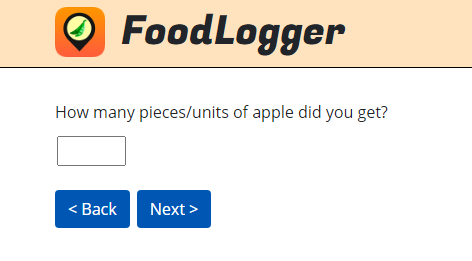 FoodLogger
How many pieces/units of apple did you get?
< Back Next >